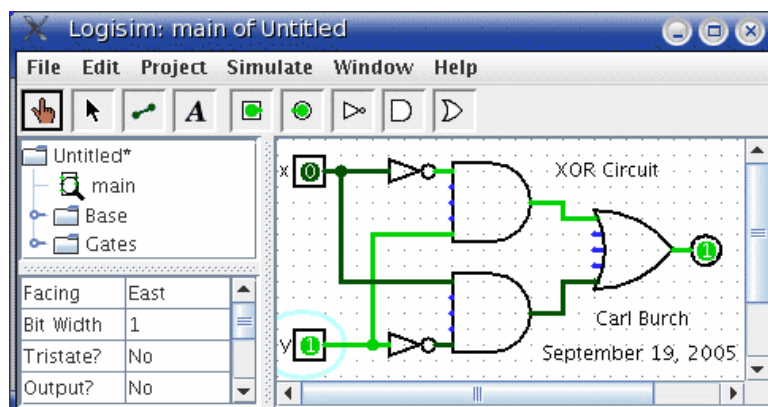 Logisim: main of Untitled
File Edit Project Simulate Window Help
A
Untitled*
main
Base
Gates
Facing East
Bit Width 1
Tristate? No
Output? No
x 0
XOR Circuit
1
y 1
Carl Burch
September 19, 2005